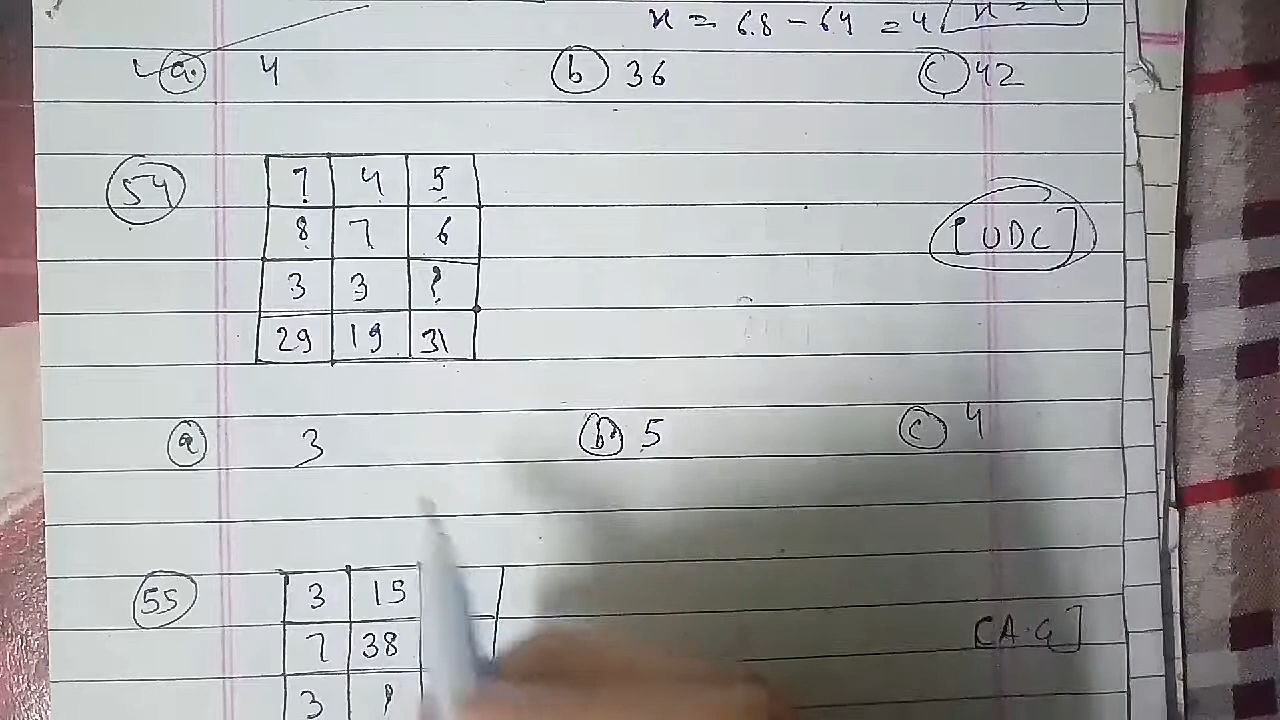 x = 68 - 64 = 4
a. 4 b 36 c 42
54 7 4 5
8 7 6 [UDC]
3 3 ?
29 19 31
a 3 b 5 c 4
55 3 15
7 38 [A.G]
3 ?